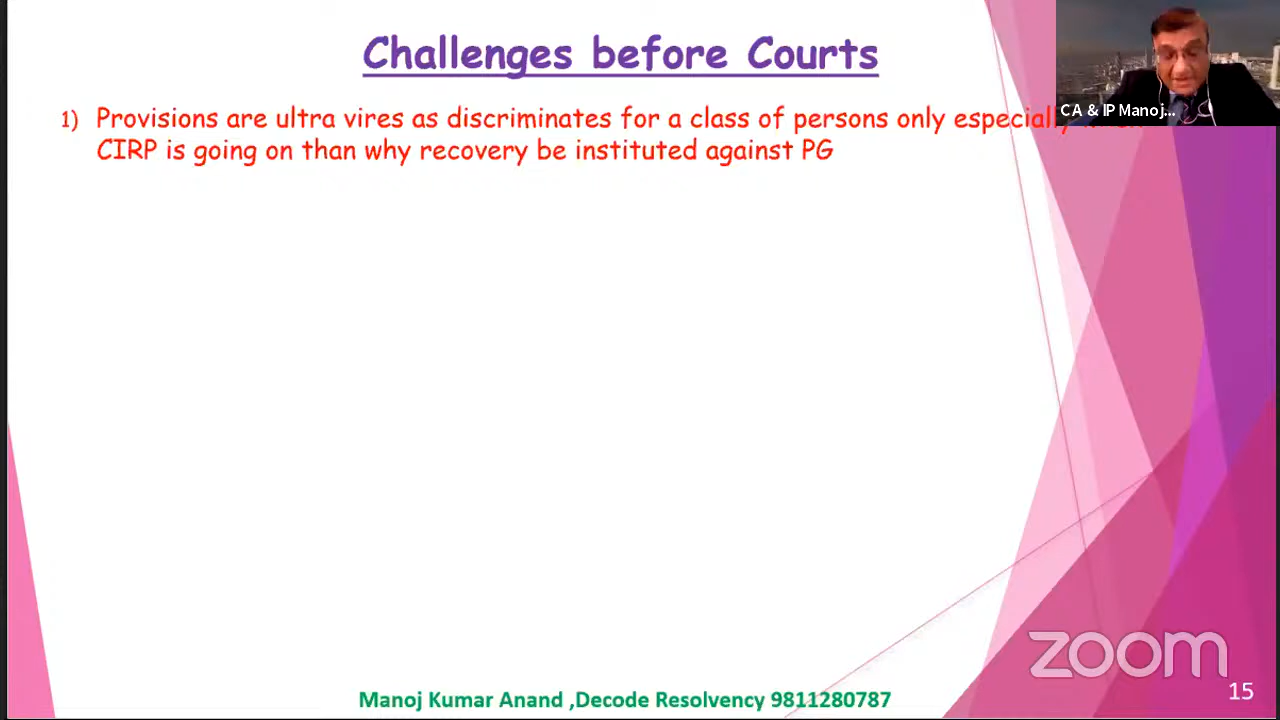 Challenges before Courts
CA & IP Manoj...
1) Provisions are ultra vires as discriminates for a class of persons only especially
CIRP is going on than why recovery be instituted against PG
zoom
15
Manoj Kumar Anand ,Decode Resolvency 9811280787